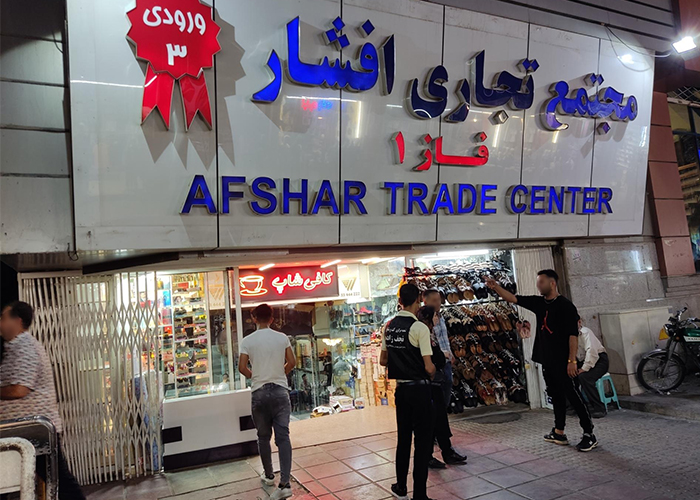 ورودی
۳
مجتمع تجاری افشار
فاز ۱
AFSHAR TRADE CENTER
کافی شاپ